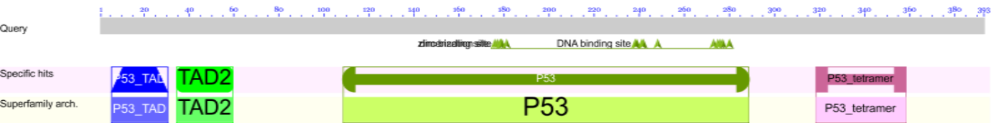 1 20 40 60 80 100 120 140 160 180 200 220 240 260 280 300 320 340 360 380 393
Query
DNA binding site
Specific hits P53_TAD TAD2 P53 P53_tetramer
Superfamily arch. P53_TAD TAD2 P53 P53_tetramer